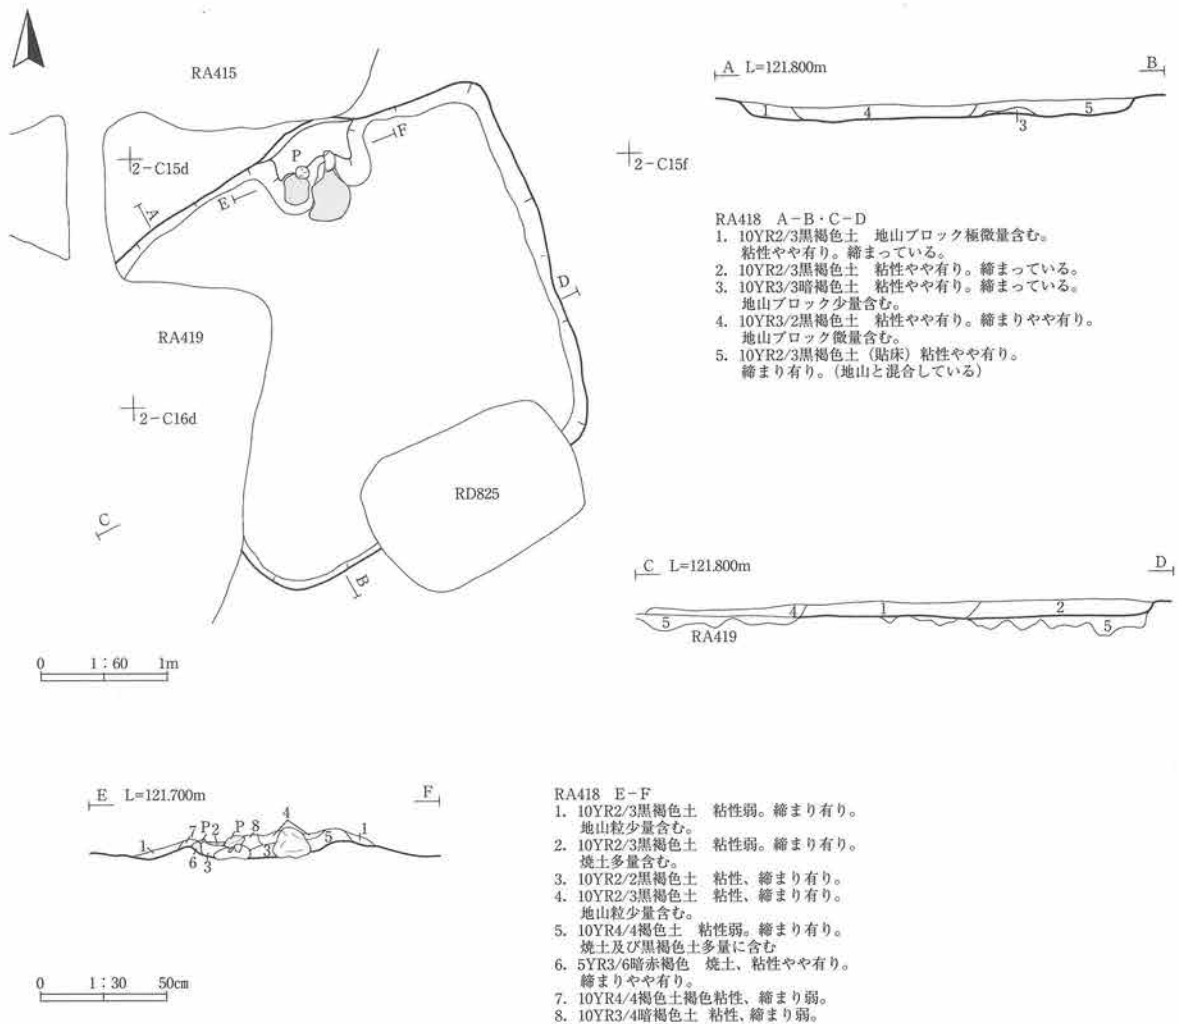 RA415
A L=121.800m B
1 4 5
3
F
P
2-C15d
2-C15f
E
A
RA418 A-B・C-D
1. 10YR2/3黒褐色土 地山ブロック極微量含む。
粘性やや有り。締まっている。
2. 10YR2/3黒褐色土 粘性やや有り。締まっている。
3. 10YR3/3暗褐色土 粘性やや有り。締まっている。
地山ブロック少量含む。
4. 10YR3/2黒褐色土 粘性やや有り。締まりやや有り。
地山ブロック微量含む。
5. 10YR2/3黒褐色土(貼床)粘性やや有り。
締まり有り。(地山と混合している)
D
RA419
2-C16d
RD825
C
B
C L=121.800m D
4 1 2
5 5
RA419
0 1:60 1m
E L=121.700m F
4
1 7 P 2 P 8 5 1
6 3 3
0 1:30 50cm
RA418 E-F
1. 10YR2/3黒褐色土 粘性弱。締まり有り。
地山粒少量含む。
2. 10YR2/3黒褐色土 粘性弱。締まり有り。
焼土多量含む。
3. 10YR2/2黒褐色土 粘性、締まり有り。
4. 10YR2/3黒褐色土 粘性、締まり有り。
地山粒少量含む。
5. 10YR4/4褐色土 粘性弱。締まり有り。
焼土及び黒褐色土多量に含む
6. 5YR3/6暗赤褐色 焼土、粘性やや有り。
締まりやや有り。
7. 10YR4/4褐色土褐色粘性、締まり弱。
8. 10YR3/4暗褐色土 粘性、締まり弱。